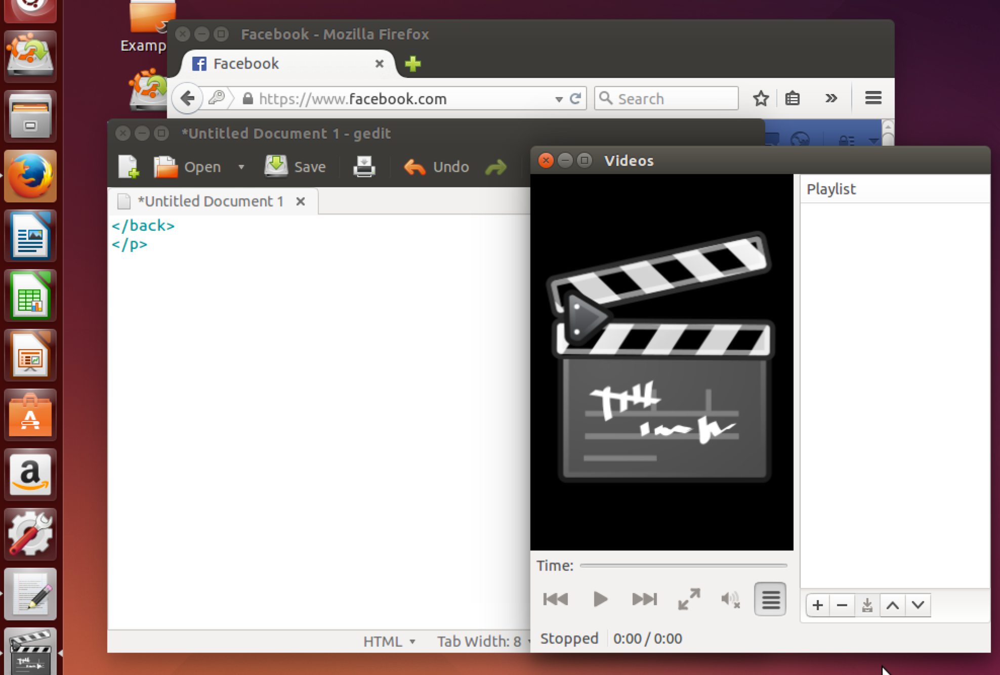 Examp
Facebook - Mozilla Firefox
Facebook
https://www.facebook.com
Search
*Untitled Document 1 - gedit
Open
Save
Undo
*Untitled Document 1
</back>
</p>
HTML
Tab Width: 8
Videos
Playlist
Time:
Stopped
0:00 / 0:00